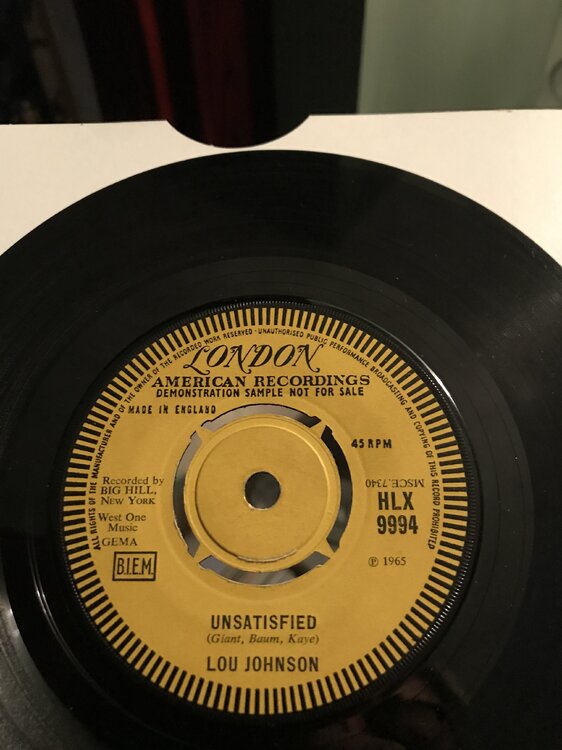 ALL RIGHTS OF THE MANUFACTURER AND OF THE OWNER OF THE RECORDED WORK RESERVED · UNAUTHORISED PUBLIC PERFORMANCE BROADCASTING AND COPYING OF THIS RECORD PROHIBITED
LONDON
AMERICAN RECORDINGS
DEMONSTRATION SAMPLE NOT FOR SALE
MADE IN ENGLAND
45 RPM
Recorded by
BIG HILL,
NEW YORK
West One
Music
GEMA
B.I.E.M.
MSCE.7340
HLX
9994
℗ 1965
UNSATISFIED
(Giant, Baum, Kaye)
LOU JOHNSON